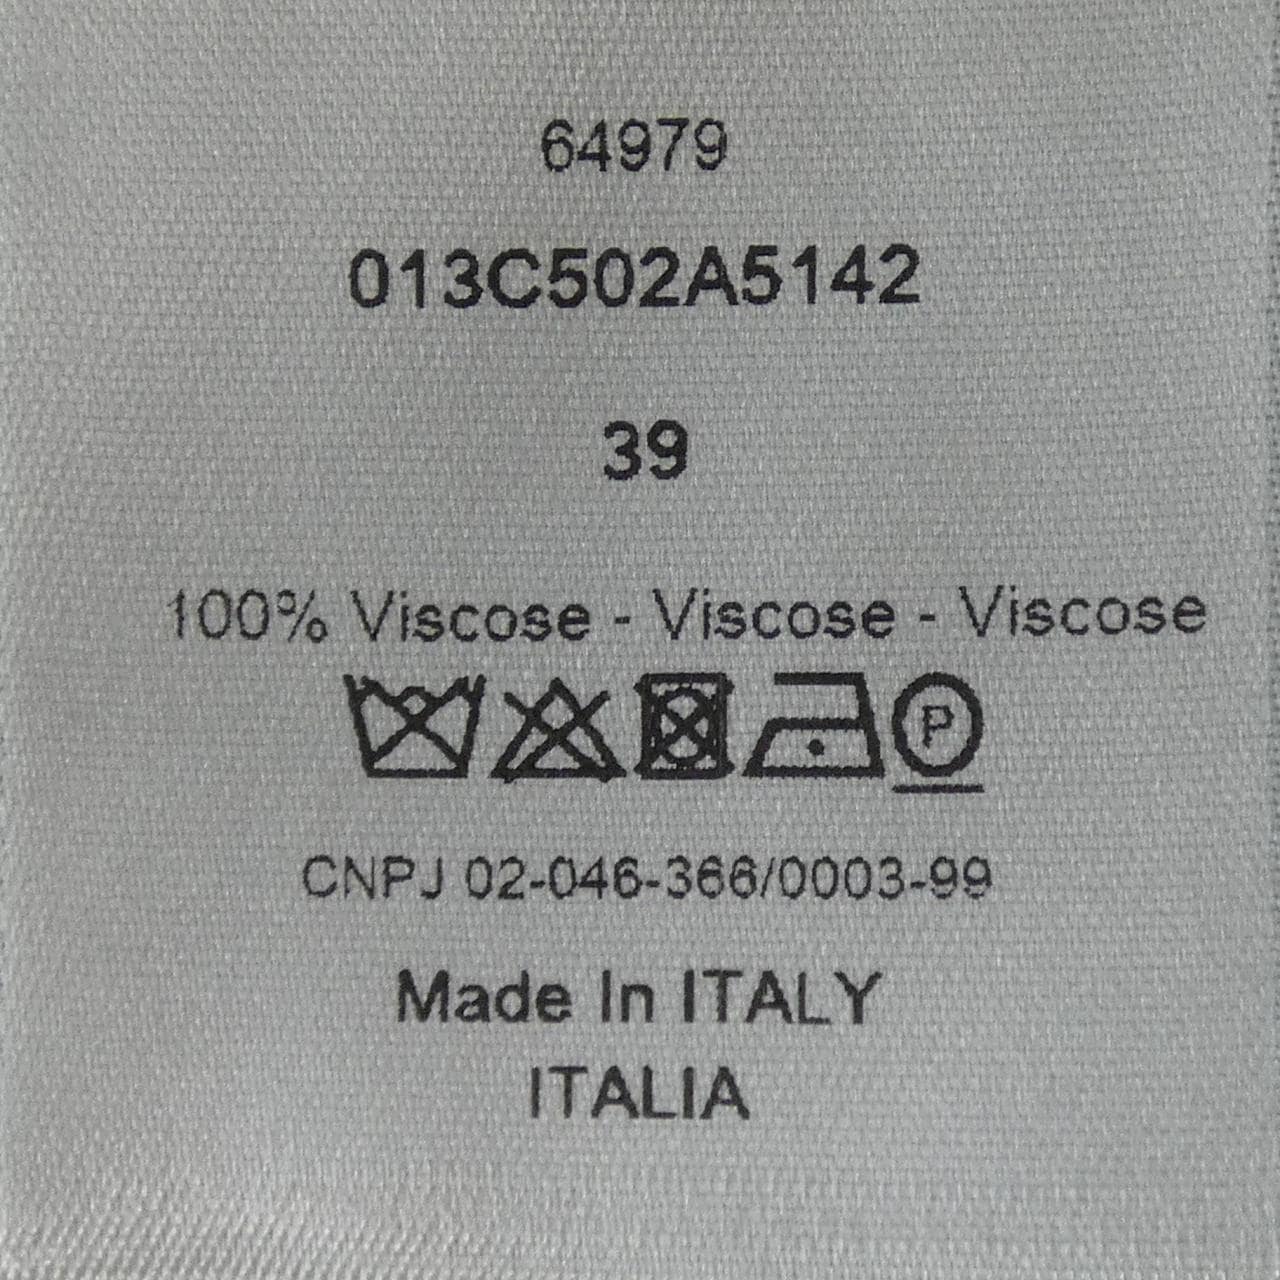 64979
013C502A5142
39
100% Viscose - Viscose - Viscose
P
CNPJ 02-046-366/0003-99
Made In ITALY
ITALIA